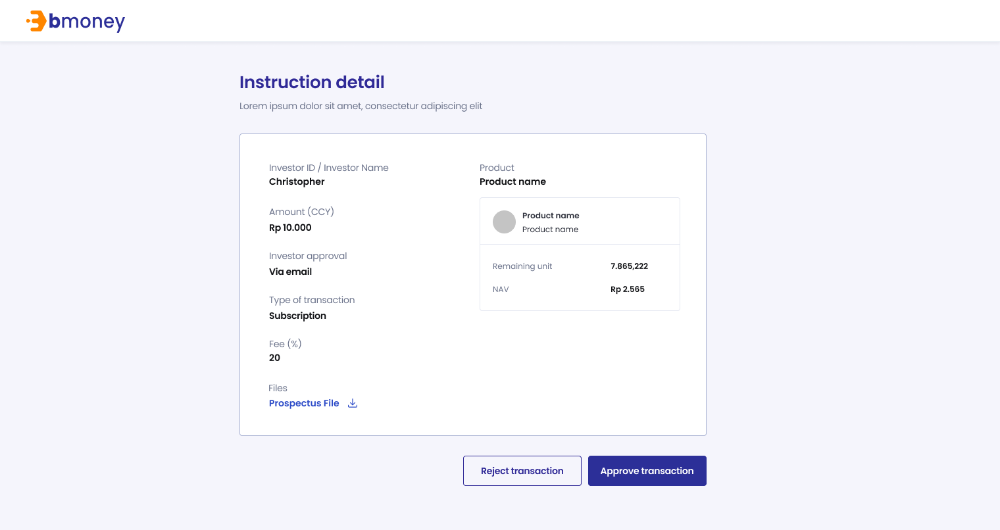 bmoney
Instruction detail
Lorem ipsum dolor sit amet, consectetur adipiscing elit
Investor ID / Investor Name
Christopher
Amount (CCY)
Rp 10.000
Investor approval
Via email
Type of transaction
Subscription
Fee (%)
20
Files
Prospectus File
Product
Product name
Product name
Product name
Remaining unit 7.865,222
NAV Rp 2.565
Reject transaction
Approve transaction